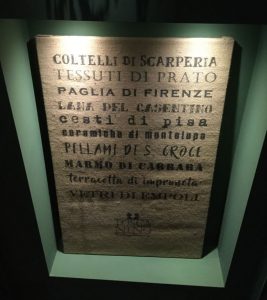 COLTELLI DI SCARPERIA
TESSUTI DI PRATO
PAGLIA DI FIRENZE
LANA DEL CASENTINO
cesti di pisa
ceramiche di montelupo
PELLAMI DI S. CROCE
MARMO DI CARRARA
terracotta di impruneta
VETRI DI EMPOLI